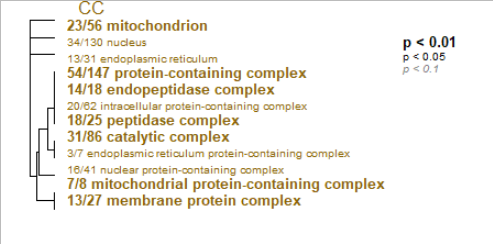 CC
23/56 mitochondrion
34/130 nucleus
13/31 endoplasmic reticulum
54/147 protein-containing complex
14/18 endopeptidase complex
20/62 intracellular protein-containing complex
18/25 peptidase complex
31/86 catalytic complex
3/7 endoplasmic reticulum protein-containing complex
16/41 nuclear protein-containing complex
7/8 mitochondrial protein-containing complex
13/27 membrane protein complex
p < 0.01
p < 0.05
p < 0.1